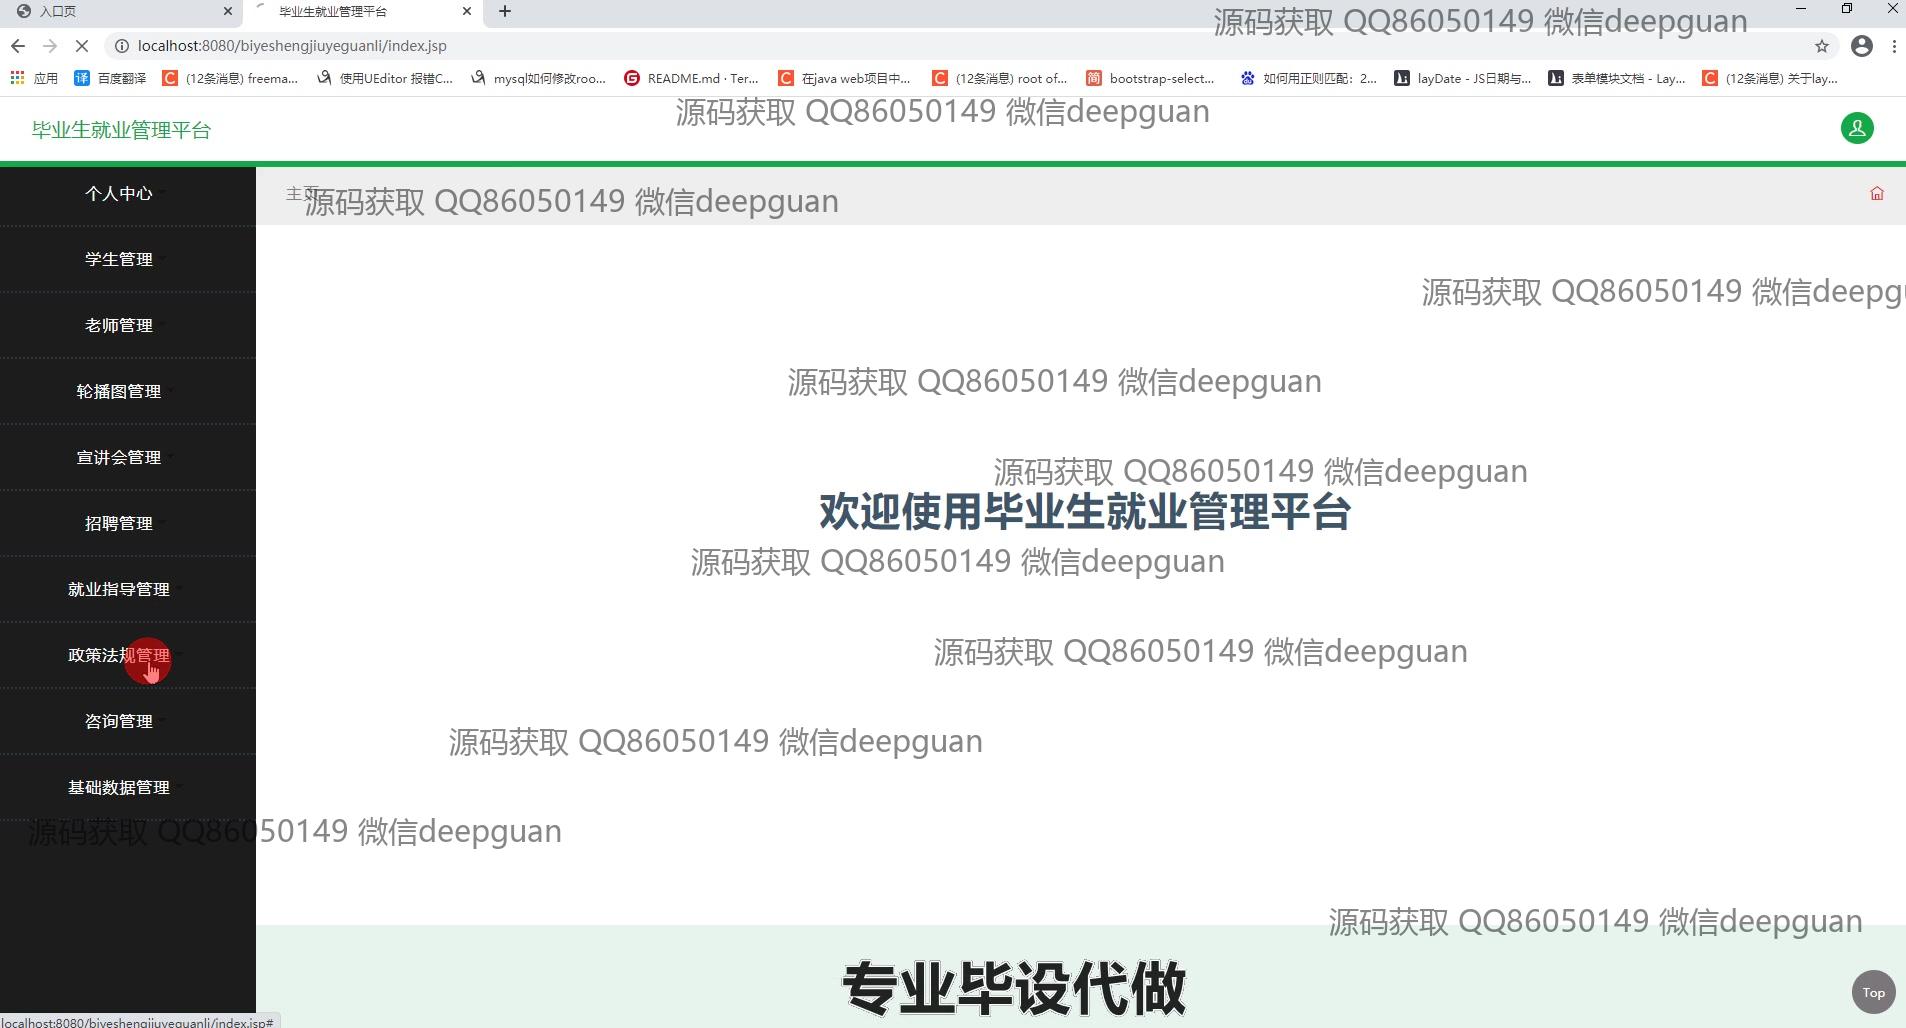 入口页
毕业生就业管理平台
源码获取 QQ86050149 微信deepguan
localhost:8080/biyeshengjiuyeguanli/index.jsp
应用
百度翻译
(12条消息) freema...
使用UEditor 报错C...
mysql如何修改roo...
README.md · Ter...
在java web项目中...
(12条消息) root of...
bootstrap-select...
如何用正则匹配：2...
layDate - JS日期与...
表单模块文档 - Lay...
(12条消息) 关于lay...
源码获取 QQ86050149 微信deepguan
毕业生就业管理平台
个人中心
主页
源码获取 QQ86050149 微信deepguan
学生管理
源码获取 QQ86050149 微信deepg
老师管理
轮播图管理
源码获取 QQ86050149 微信deepguan
宣讲会管理
源码获取 QQ86050149 微信deepguan
欢迎使用毕业生就业管理平台
招聘管理
源码获取 QQ86050149 微信deepguan
就业指导管理
政策法规管理
源码获取 QQ86050149 微信deepguan
咨询管理
源码获取 QQ86050149 微信deepguan
基础数据管理
源码获取 QQ86050149 微信deepguan
源码获取 QQ86050149 微信deepguan
专业毕设代做
Top
localhost:8080/biyeshengjiuyeguanli/index.jsp#